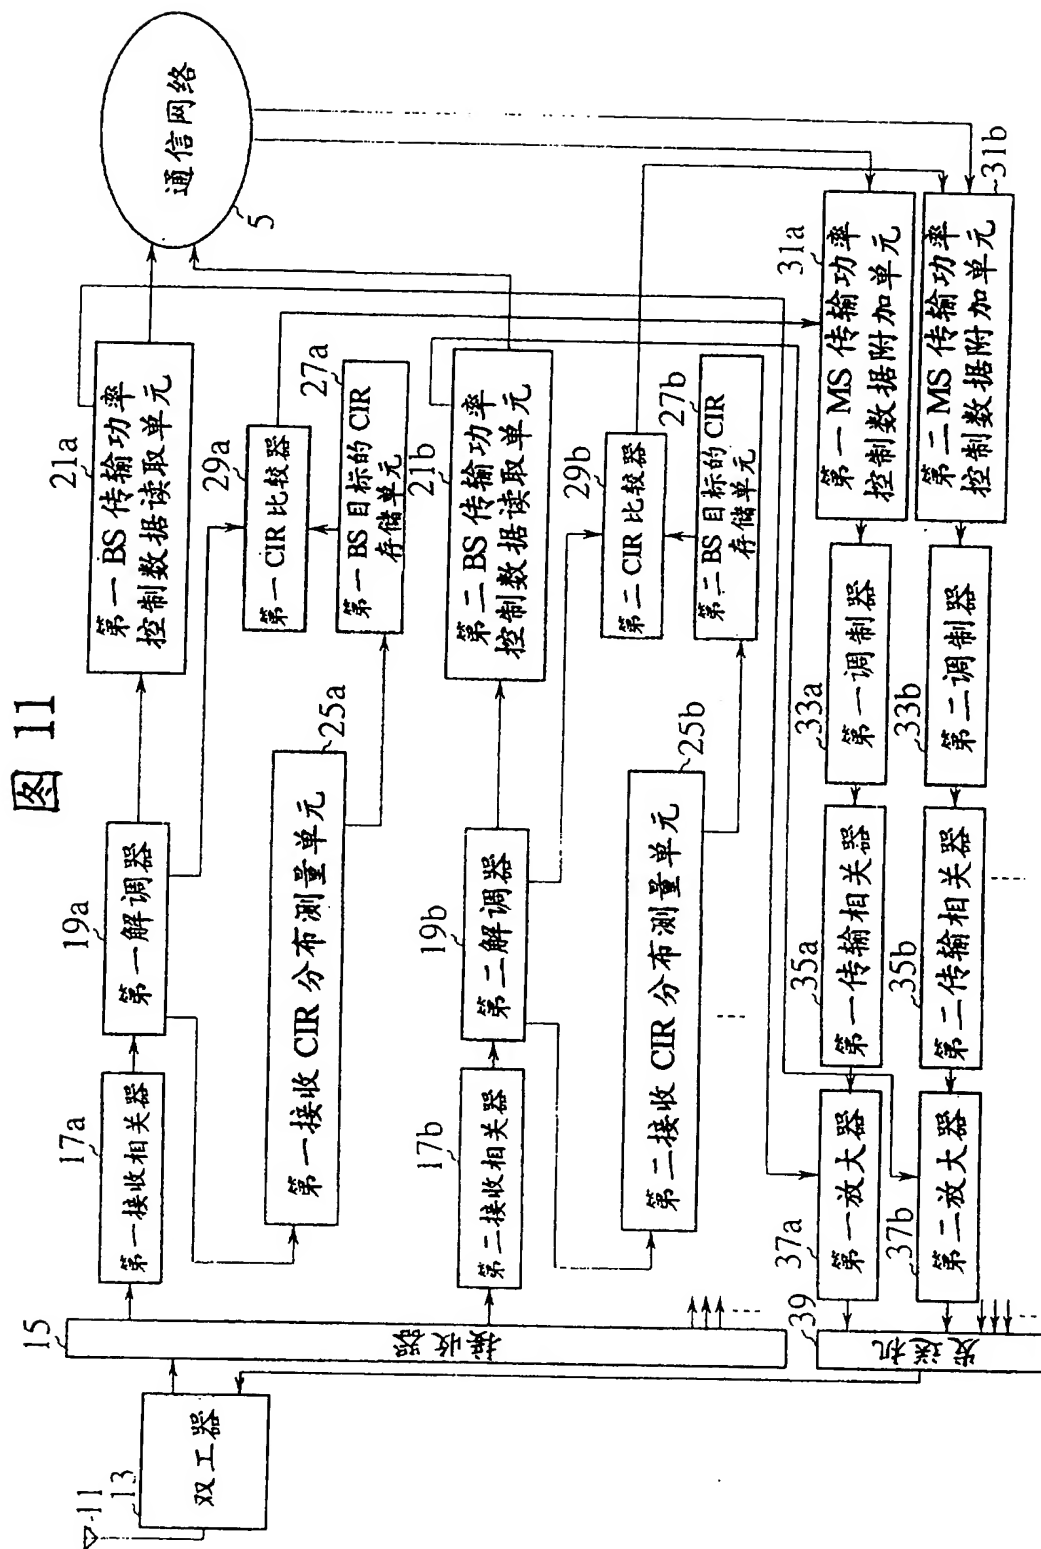 图 11
11
13
双工器
15
接收器
17a
第一接收相关器
19a
第一解调器
21a
第一 BS 传输功率
控制数据读取单元
通信网络
5
25a
第一接收 CIR 分布测量单元
29a
第一 CIR 比较器
27a
第一 BS 目标的 CIR
存储单元
17b
第二接收相关器
19b
第二解调器
21b
第二 BS 传输功率
控制数据读取单元
25b
第二接收 CIR 分布测量单元
29b
第二 CIR 比较器
27b
第二 BS 目标的 CIR
存储单元
39
发送机
37a
第一放大器
35a
第一传输相关器
33a
第一调制器
31a
第一 MS 传输功率
控制数据附加单元
37b
第二放大器
35b
第二传输相关器
33b
第二调制器
31b
第二 MS 传输功率
控制数据附加单元